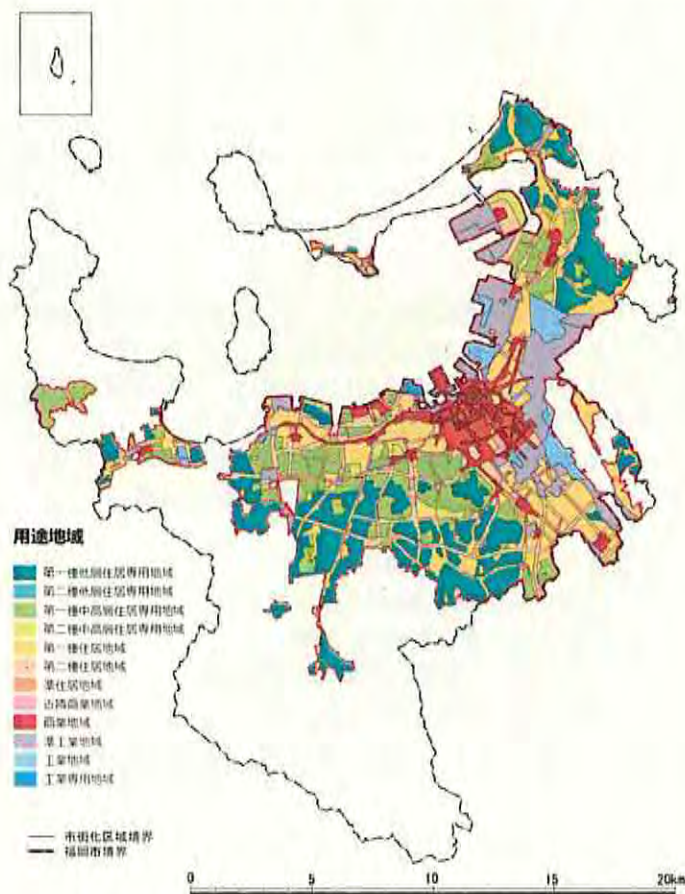 用途地域
第一種低層住居専用地域
第二種低層住居専用地域
第一種中高層住居専用地域
第二種中高層住居専用地域
第一種住居地域
第二種住居地域
準住居地域
近隣商業地域
商業地域
準工業地域
工業地域
工業専用地域
市街化区域境界
福岡市境界
0 5 10 15 20km